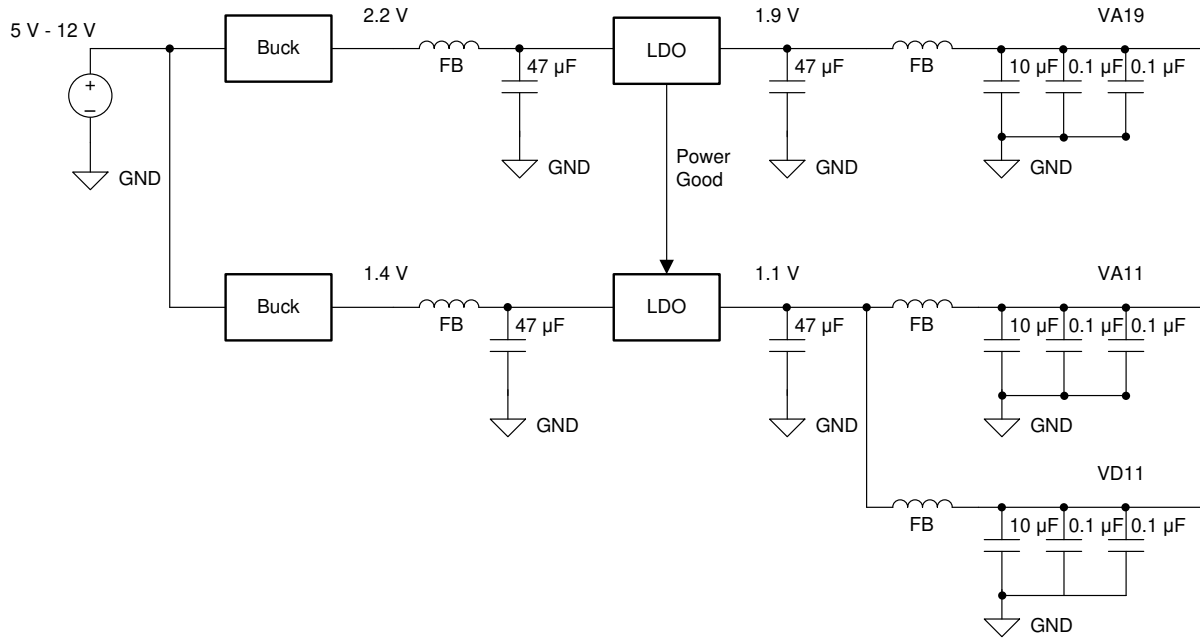 5 V - 12 V
Buck
2.2 V
FB
47 µF
GND
LDO
1.9 V
47 µF
GND
FB
VA19
10 µF
0.1 µF
0.1 µF
GND
+
−
GND
Power
Good
Buck
1.4 V
FB
47 µF
GND
LDO
1.1 V
47 µF
GND
FB
VA11
10 µF
0.1 µF
0.1 µF
GND
VD11
FB
10 µF
0.1 µF
0.1 µF
GND